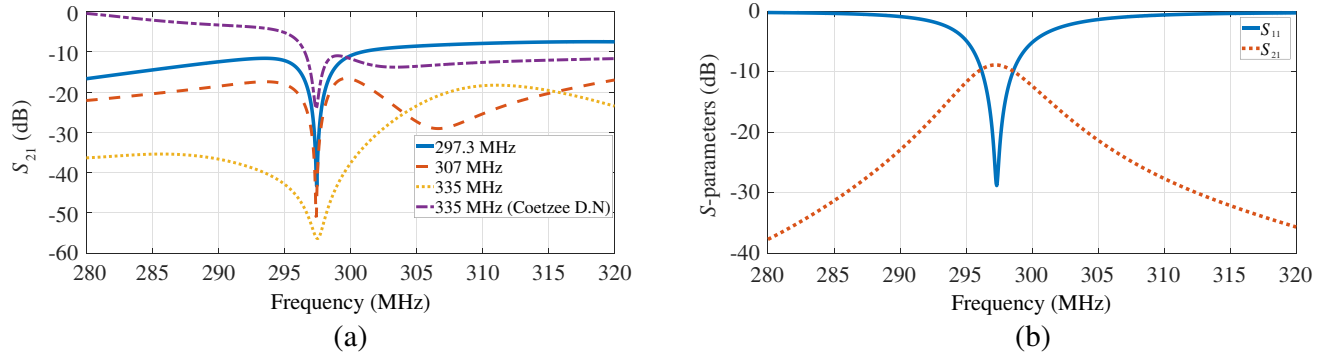 0
-10
-20
-30
-40
-50
-60
S21 (dB)
297.3 MHz
307 MHz
335 MHz
335 MHz (Coetzee D.N)
280 285 290 295 300 305 310 315 320
Frequency (MHz)
(a)
0
-10
-20
-30
-40
S-parameters (dB)
S11
S21
280 285 290 295 300 305 310 315 320
Frequency (MHz)
(b)